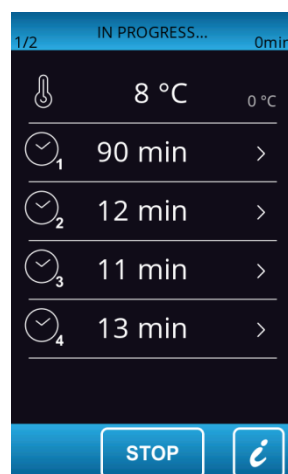 IN PROGRESS...
1/2 0min
8 °C 0 °C
1 90 min >
2 12 min >
3 11 min >
4 13 min >
STOP i